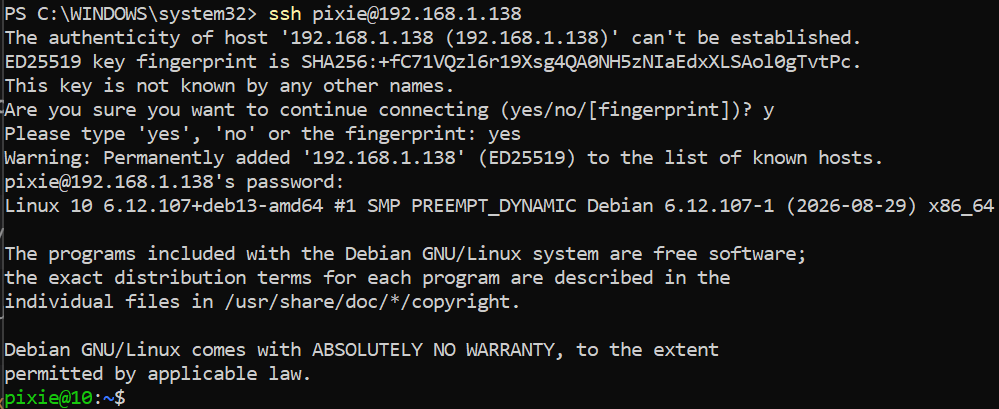 PS C:\WINDOWS\system32> ssh pixie@192.168.1.138
The authenticity of host '192.168.1.138 (192.168.1.138)' can't be established.
ED25519 key fingerprint is SHA256:+fC71VQzl6r19Xsg4QA0NH5zNIaEdxXLSAol0gTvtPc.
This key is not known by any other names.
Are you sure you want to continue connecting (yes/no/[fingerprint])? y
Please type 'yes', 'no' or the fingerprint: yes
Warning: Permanently added '192.168.1.138' (ED25519) to the list of known hosts.
pixie@192.168.1.138's password:
Linux 10 6.12.107+deb13-amd64 #1 SMP PREEMPT_DYNAMIC Debian 6.12.107-1 (2026-08-29) x86_64

The programs included with the Debian GNU/Linux system are free software;
the exact distribution terms for each program are described in the
individual files in /usr/share/doc/*/copyright.

Debian GNU/Linux comes with ABSOLUTELY NO WARRANTY, to the extent
permitted by applicable law.
pixie@10:~$